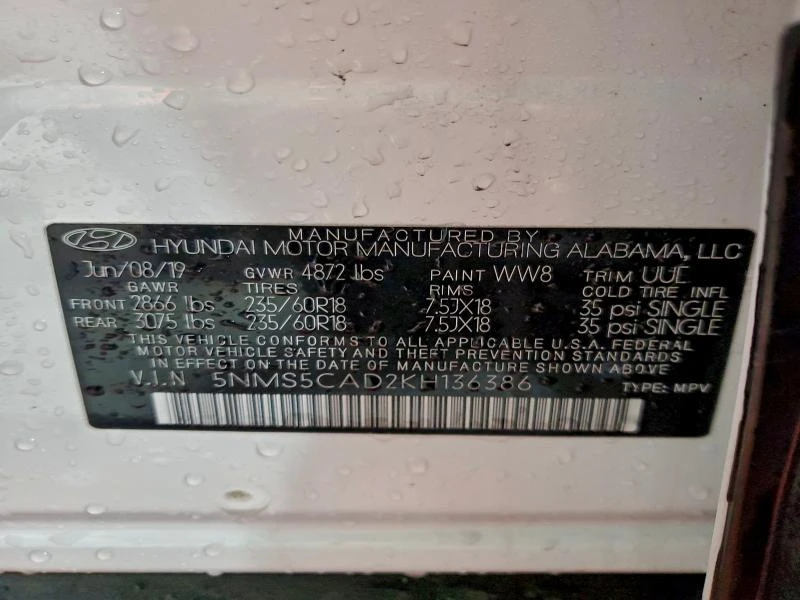 MANUFACTURED BY
HYUNDAI MOTOR MANUFACTURING ALABAMA, LLC
Jun/08/19 GVWR 4872 lbs PAINT WW8 TRIM UUE
GAWR TIRES RIMS COLD TIRE INFL
FRONT 2866 lbs 235/60R18 7.5JX18 35 psi SINGLE
REAR 3075 lbs 235/60R18 7.5JX18 35 psi SINGLE
THIS VEHICLE CONFORMS TO ALL APPLICABLE U.S.A. FEDERAL
MOTOR VEHICLE SAFETY AND THEFT PREVENTION STANDARDS
IN EFFECT ON THE DATE OF MANUFACTURE SHOWN ABOVE
V.I.N 5NMS5CAD2KH136386 TYPE: MPV